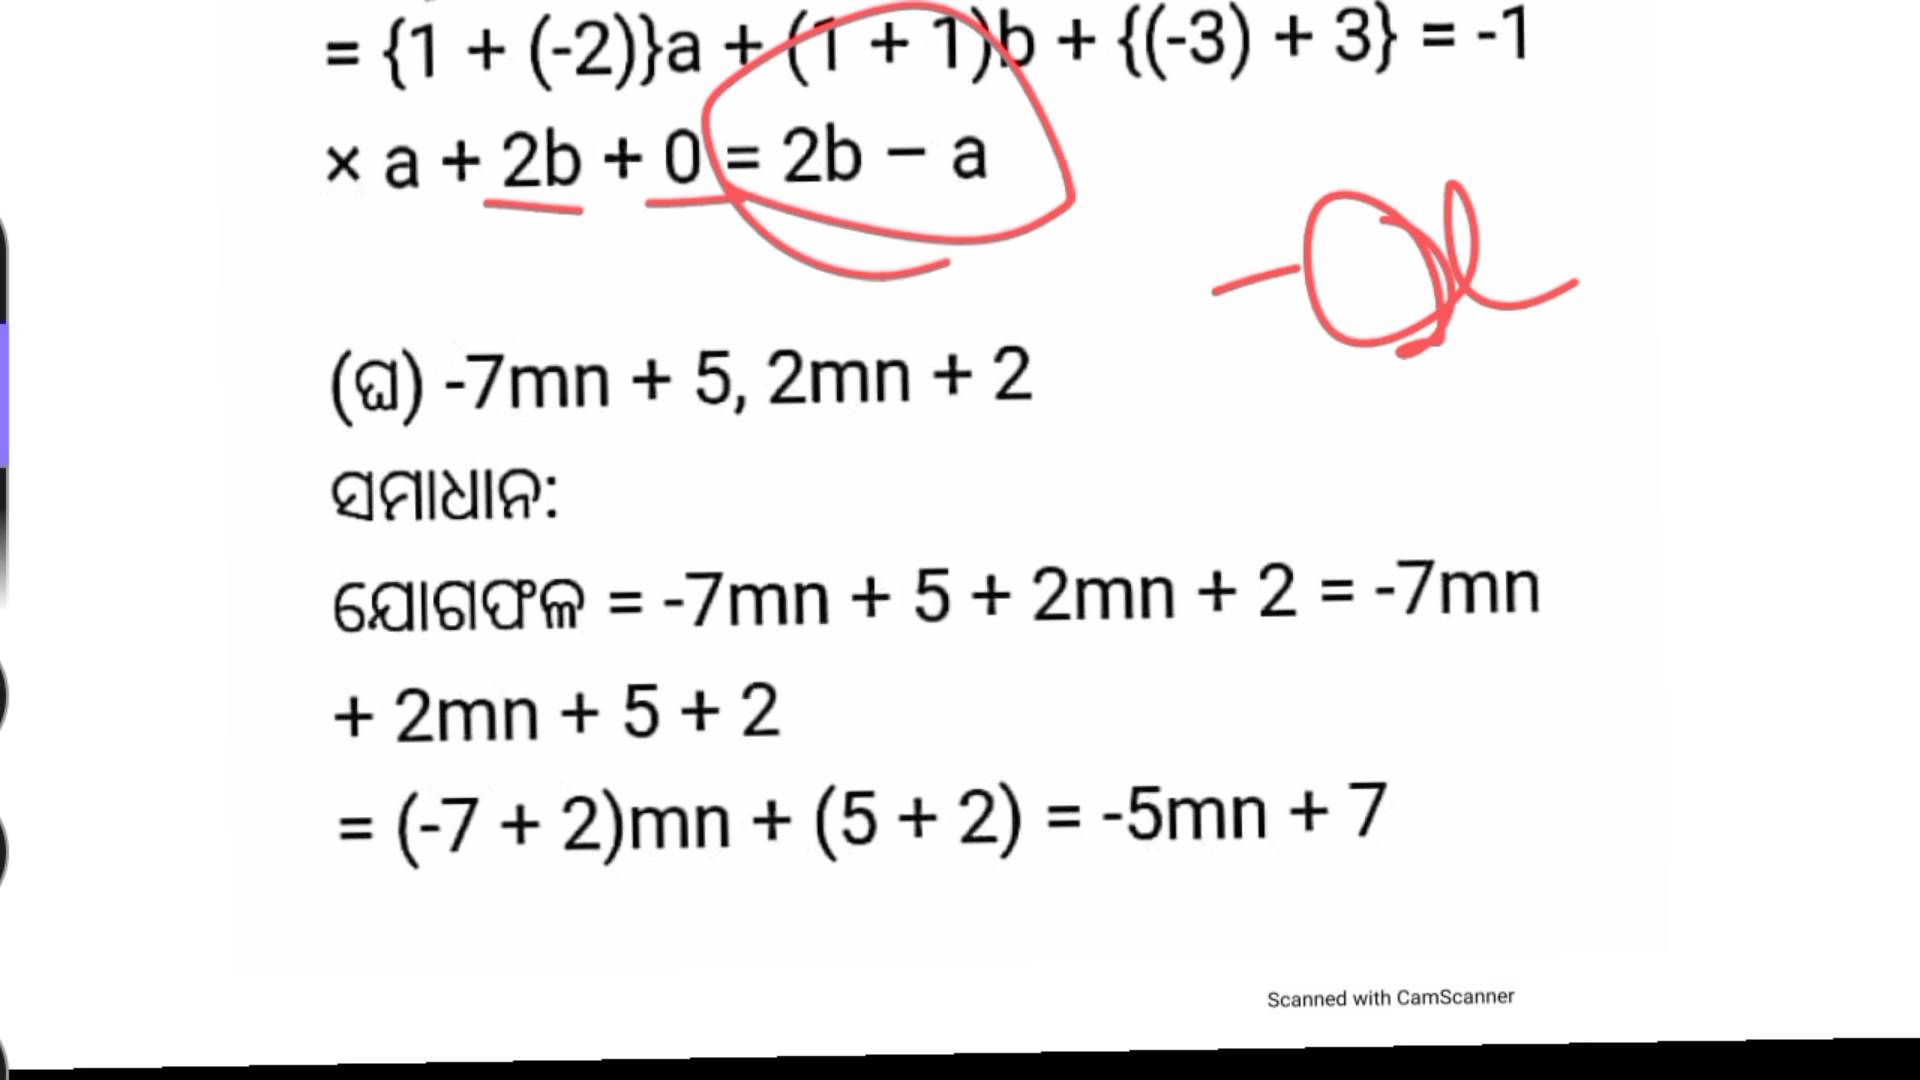 = {1 + (-2)}a + (1 + 1)b + {(-3) + 3} = -1
× a + 2b + 0 = 2b − a
(ଘ) -7mn + 5, 2mn + 2
ସମାଧାନ:
ଯୋଗଫଳ = -7mn + 5 + 2mn + 2 = -7mn
+ 2mn + 5 + 2
= (-7 + 2)mn + (5 + 2) = -5mn + 7
Scanned with CamScanner